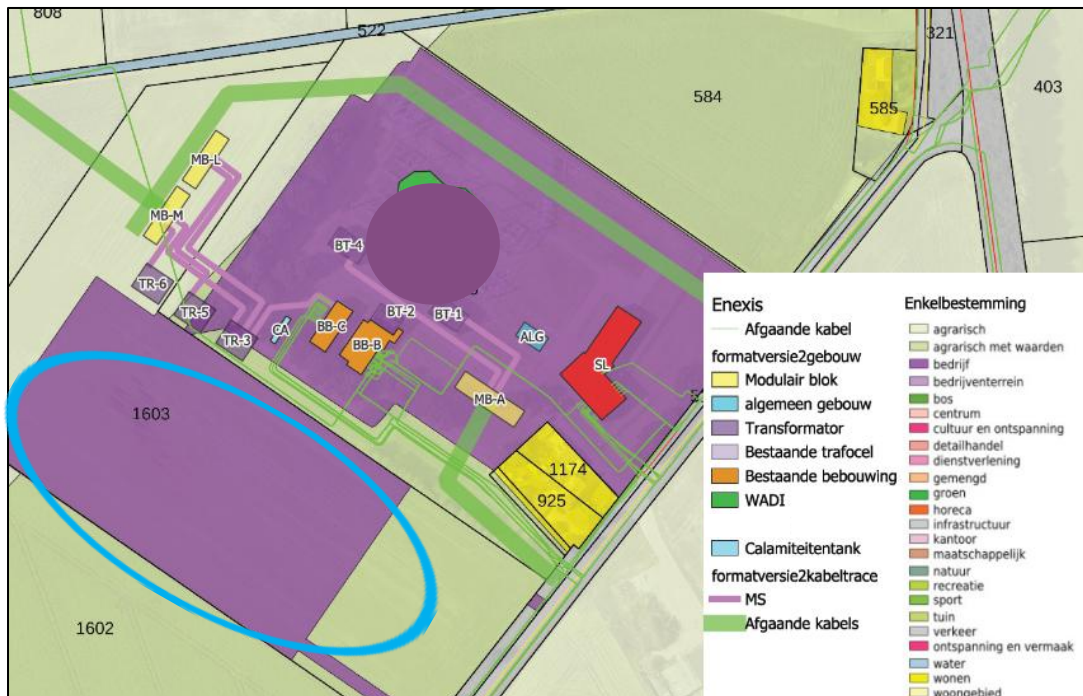 808
522
321
403
584
585
MB-L
MB-M
BT-4
TR-6
TR-5
TR-3
CA
BB-C
BB-B
BT-2
BT-1
ALG
SL
MB-A
1603
1174
925
1602
Enexis
Afgaande kabel
formatversie2gebouw
Modulair blok
algemeen gebouw
Transformator
Bestaande trafocel
Bestaande bebouwing
WADI
Calamiteitentank
formatversie2kabeltrace
MS
Afgaande kabels
Enkelbestemming
agrarisch
agrarisch met waarden
bedrijf
bedrijventerrein
bos
centrum
cultuur en ontspanning
detailhandel
dienstverlening
gemengd
groen
horeca
infrastructuur
kantoor
maatschappelijk
natuur
recreatie
sport
tuin
verkeer
ontspanning en vermaak
water
wonen
woongebied